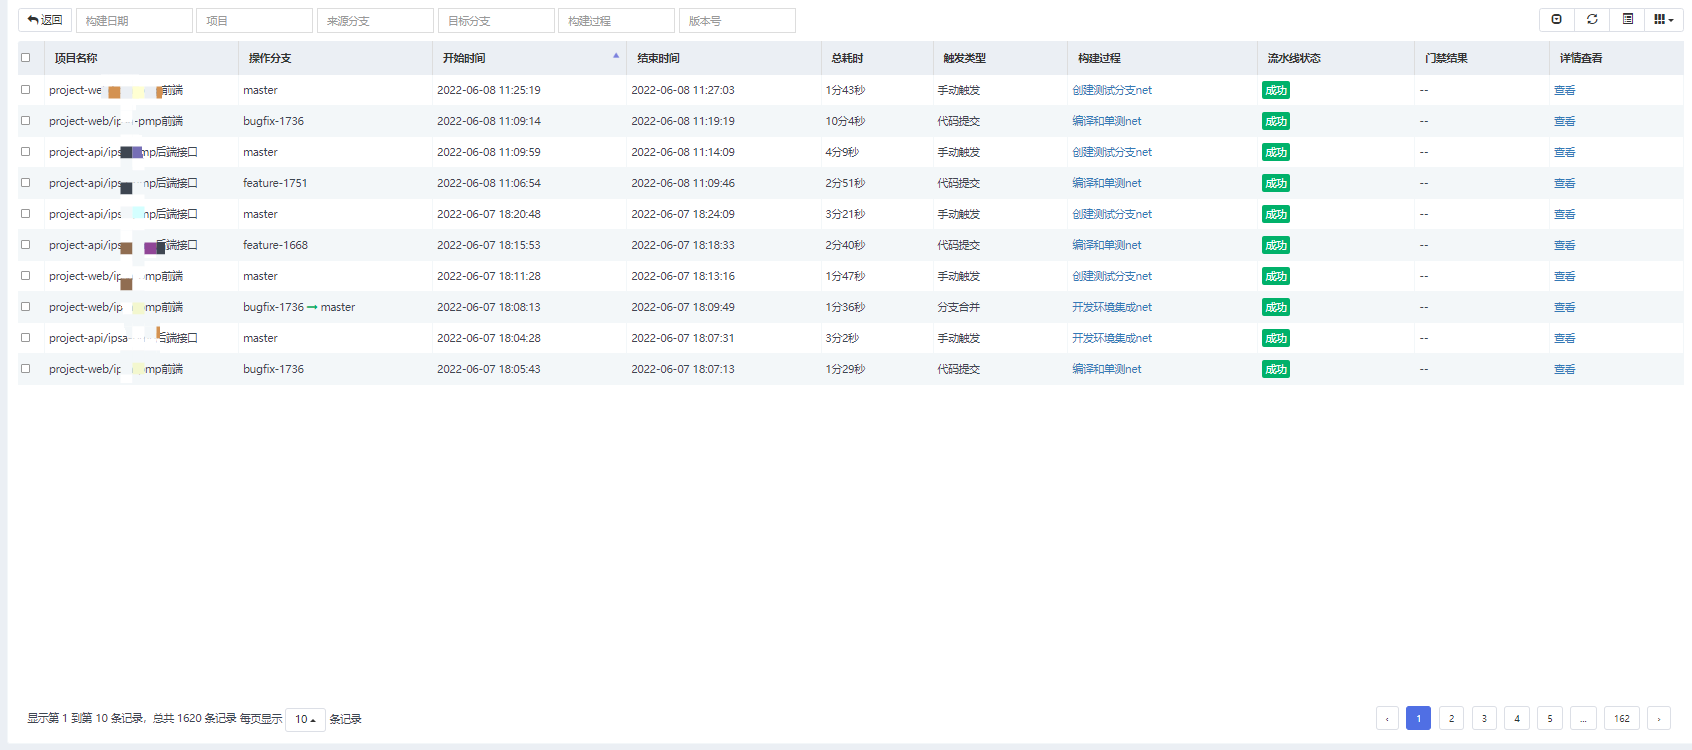 返回 构建日期 项目 来源分支 目标分支 构建过程 版本号
项目名称 操作分支 开始时间 结束时间 总耗时 触发类型 构建过程 流水线状态 门禁结果 详情查看
project-we 前端 master 2022-06-08 11:25:19 2022-06-08 11:27:03 1分43秒 手动触发 创建测试分支net 成功 -- 查看
project-web/ip -pmp前端 bugfix-1736 2022-06-08 11:09:14 2022-06-08 11:19:19 10分4秒 代码提交 编译和单测net 成功 -- 查看
project-api/ips mp后端接口 master 2022-06-08 11:09:59 2022-06-08 11:14:09 4分9秒 手动触发 创建测试分支net 成功 -- 查看
project-api/ips mp后端接口 feature-1751 2022-06-08 11:06:54 2022-06-08 11:09:46 2分51秒 代码提交 编译和单测net 成功 -- 查看
project-api/ips mp后端接口 master 2022-06-07 18:20:48 2022-06-07 18:24:09 3分21秒 手动触发 创建测试分支net 成功 -- 查看
project-api/ips 后端接口 feature-1668 2022-06-07 18:15:53 2022-06-07 18:18:33 2分40秒 代码提交 编译和单测net 成功 -- 查看
project-web/ip pmp前端 master 2022-06-07 18:11:28 2022-06-07 18:13:16 1分47秒 手动触发 创建测试分支net 成功 -- 查看
project-web/ip pmp前端 bugfix-1736 → master 2022-06-07 18:08:13 2022-06-07 18:09:49 1分36秒 分支合并 开发环境集成net 成功 -- 查看
project-api/ipsa 后端接口 master 2022-06-07 18:04:28 2022-06-07 18:07:31 3分2秒 手动触发 开发环境集成net 成功 -- 查看
project-web/ip pmp前端 bugfix-1736 2022-06-07 18:05:43 2022-06-07 18:07:13 1分29秒 代码提交 编译和单测net 成功 -- 查看
显示第 1 到第 10 条记录，总共 1620 条记录 每页显示 10 条记录 ‹ 1 2 3 4 5 ... 162 ›